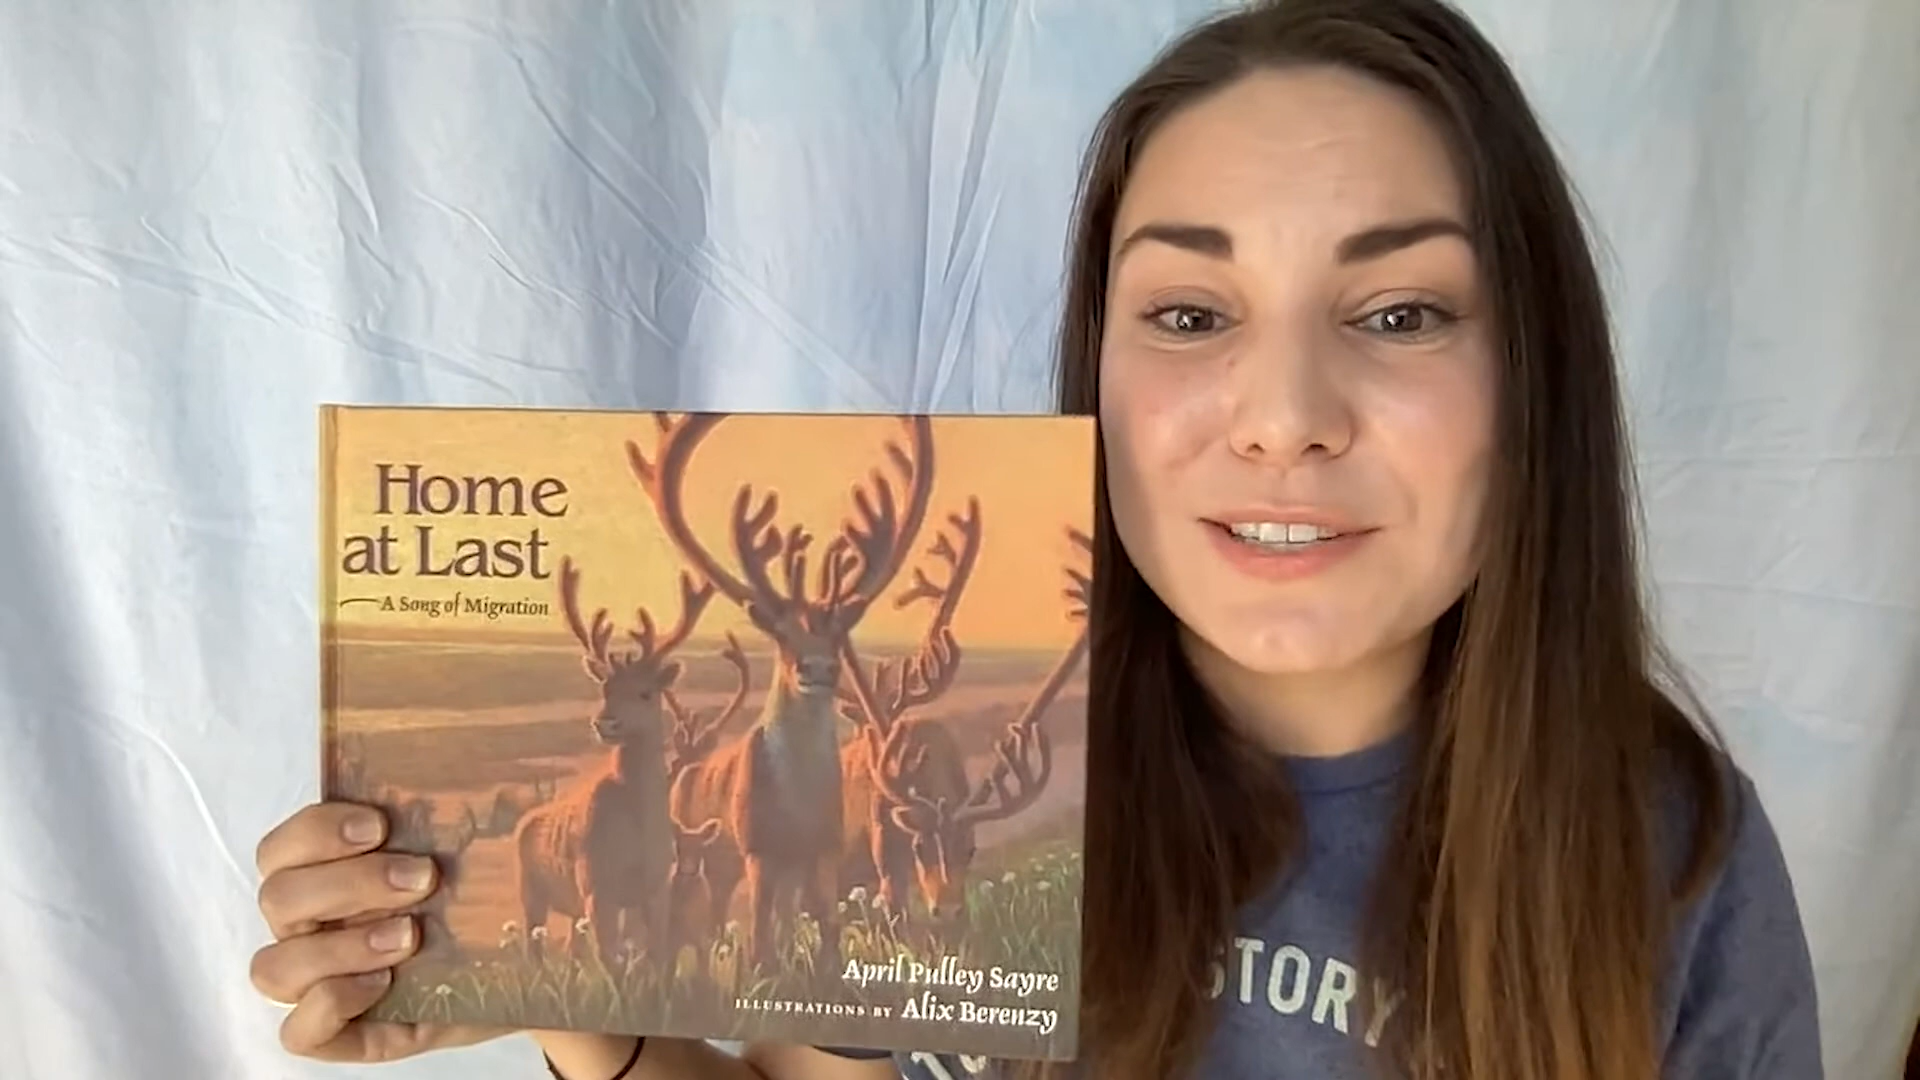 Home
at Last
A Song of Migration
April Pulley Sayre
ILLUSTRATIONS BY Alix Berenzy
STORY